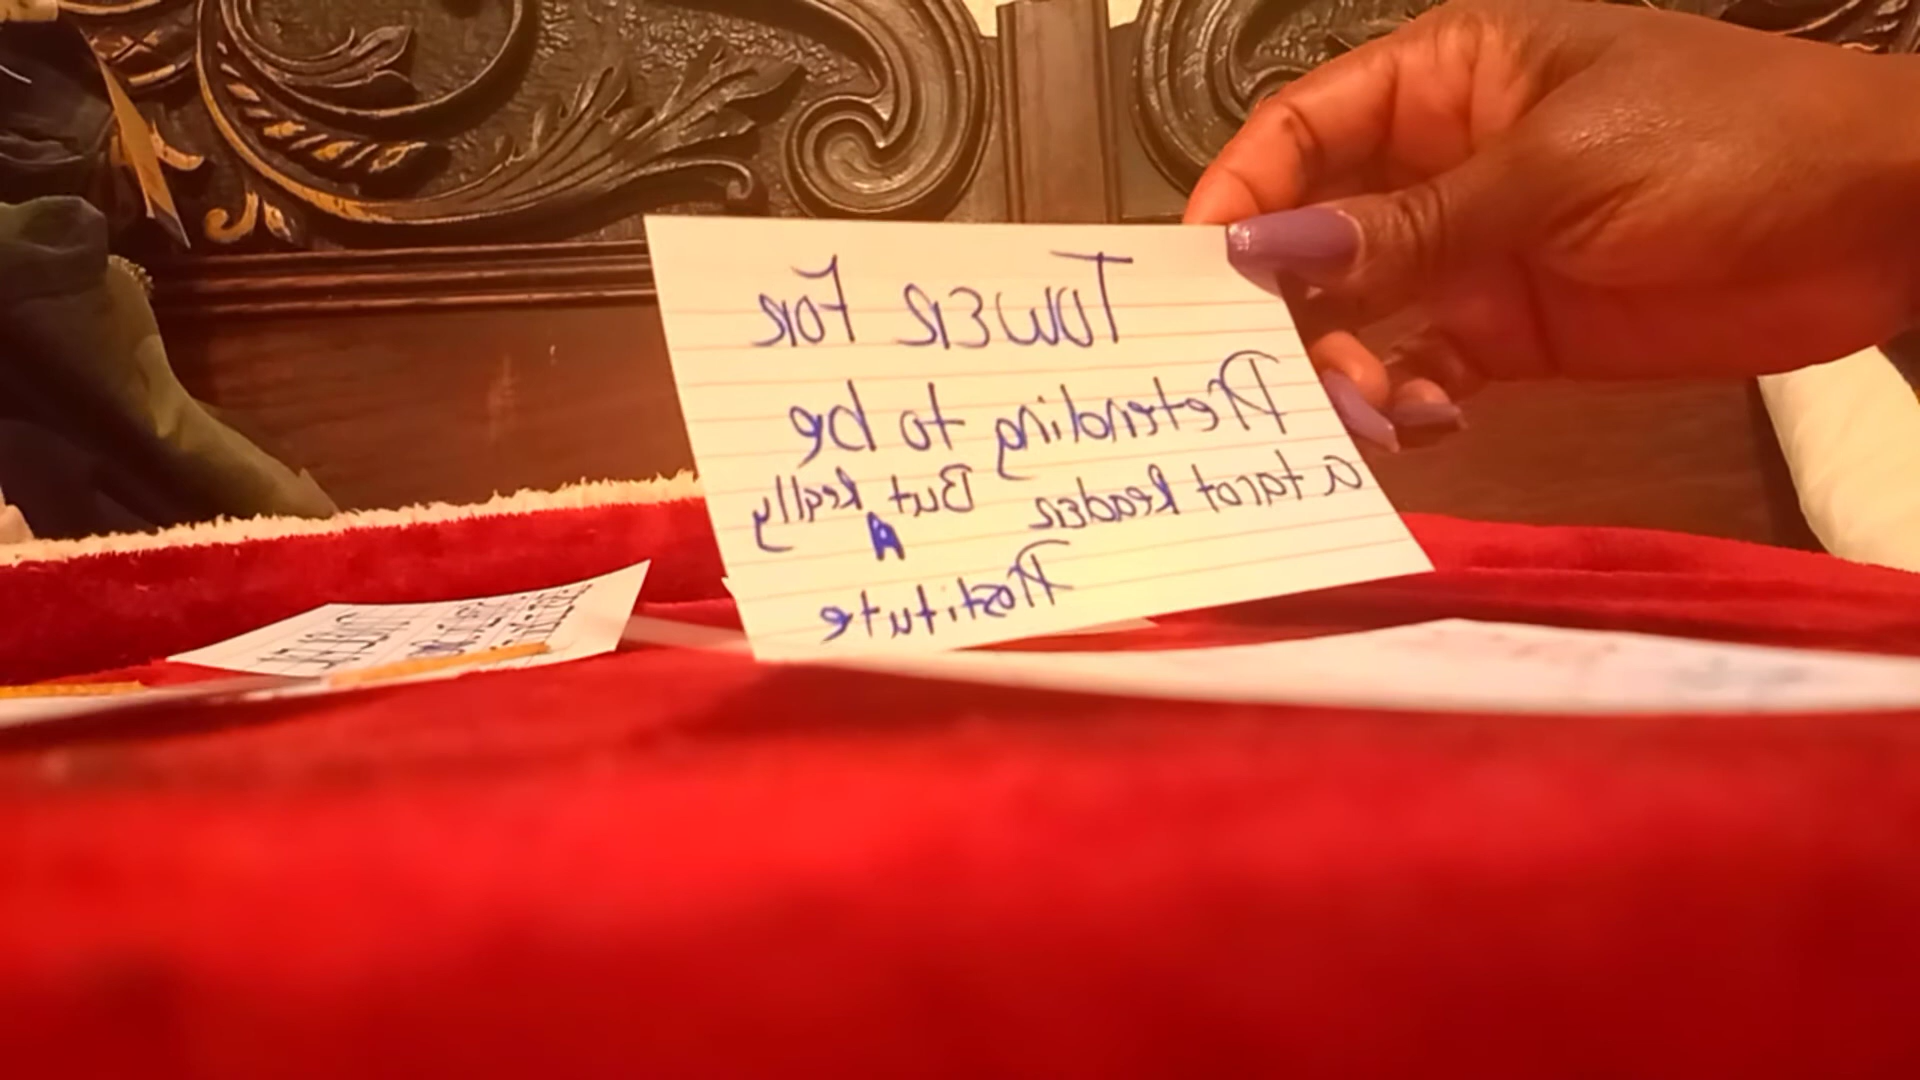 TOWER FOR
Pretending to be
a tarot Reader But Really
A
Prostitute